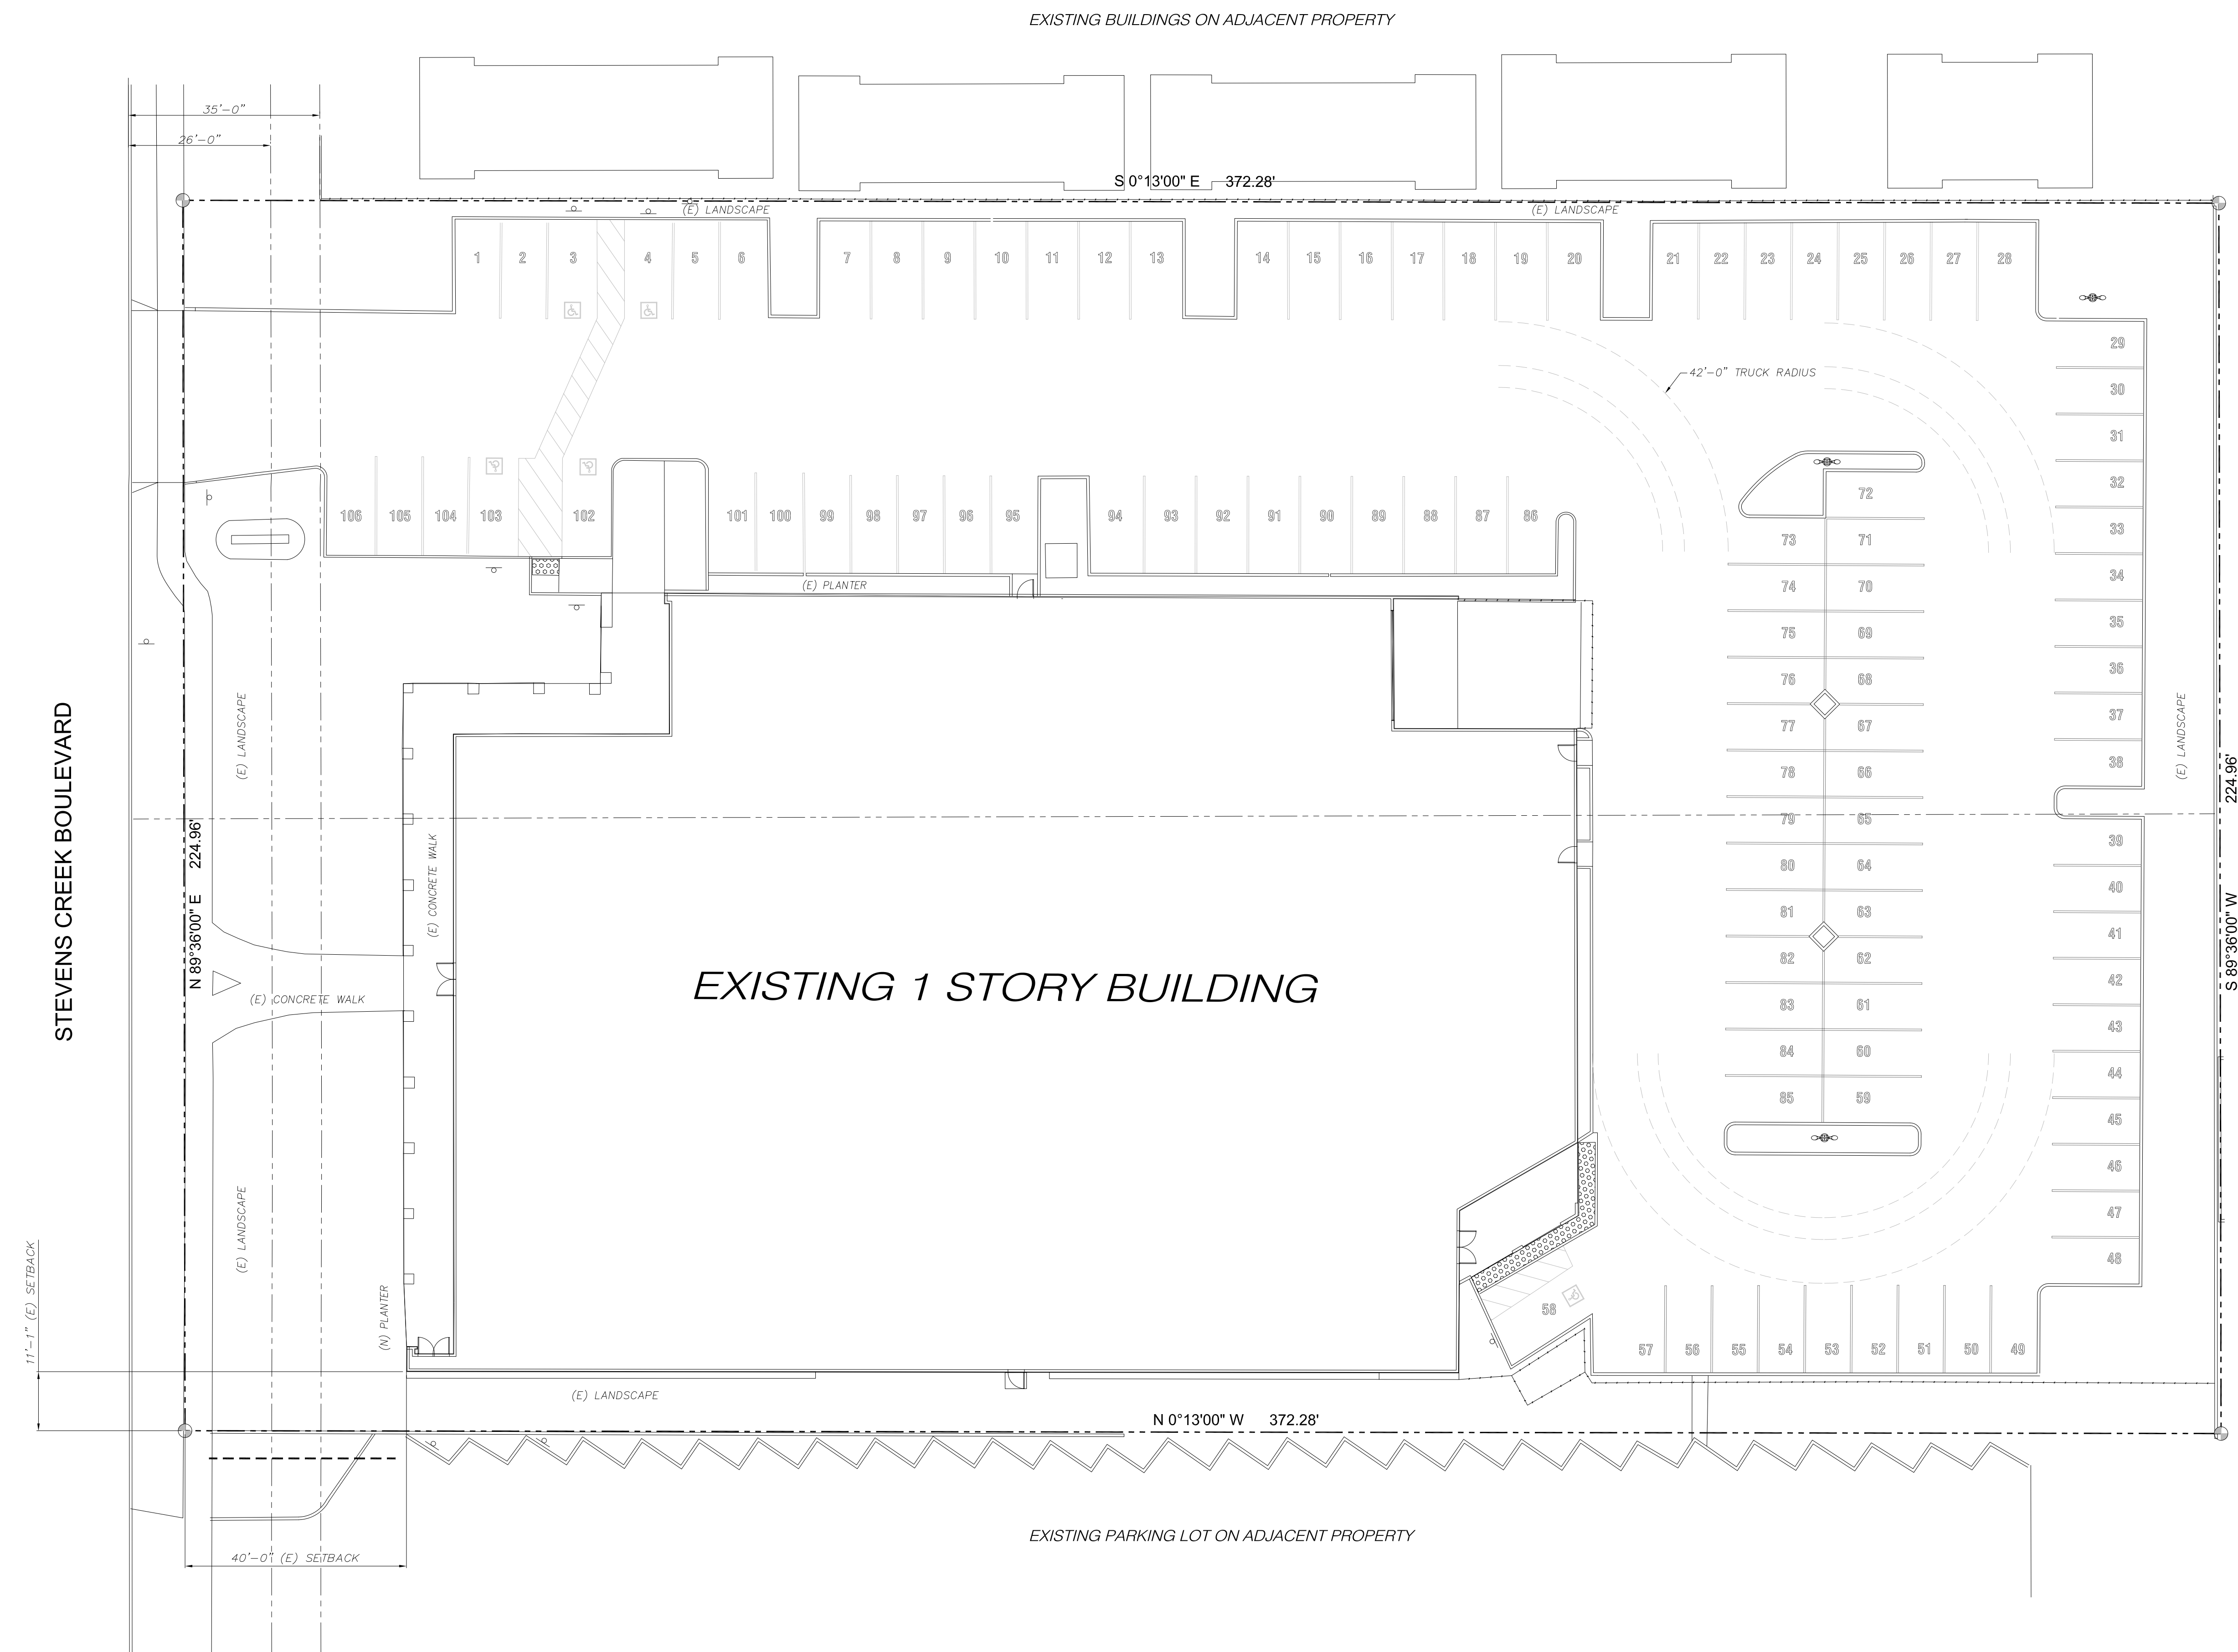 EXISTING BUILDINGS ON ADJACENT PROPERTY
35'-0"
26'-0"
S 0°13'00" E 372.28'
(E) LANDSCAPE
(E) LANDSCAPE
1 2 3 4 5 6 7 8 9 10 11 12 13 14 15 16 17 18 19 20 21 22 23 24 25 26 27 28
29
30
31
32
33
34
35
36
37
38
39
40
41
42
43
44
45
46
47
48
42'-0" TRUCK RADIUS
106 105 104 103 102 101 100 99 98 97 96 95 94 93 92 91 90 89 88 87 86
(E) PLANTER
72
73 71
74 70
75 69
76 68
77 67
78 66
79 65
80 64
81 63
82 62
83 61
84 60
85 59
58
57 56 55 54 53 52 51 50 49
STEVENS CREEK BOULEVARD
N 89°36'00" E 224.96'
(E) LANDSCAPE
(E) CONCRETE WALK
(E) CONCRETE WALK
(E) LANDSCAPE
(N) PLANTER
EXISTING 1 STORY BUILDING
(E) LANDSCAPE
S 89°36'00" W 224.96'
11'-1" (E) SETBACK
(E) LANDSCAPE
N 0°13'00" W 372.28'
EXISTING PARKING LOT ON ADJACENT PROPERTY
40'-0" (E) SETBACK